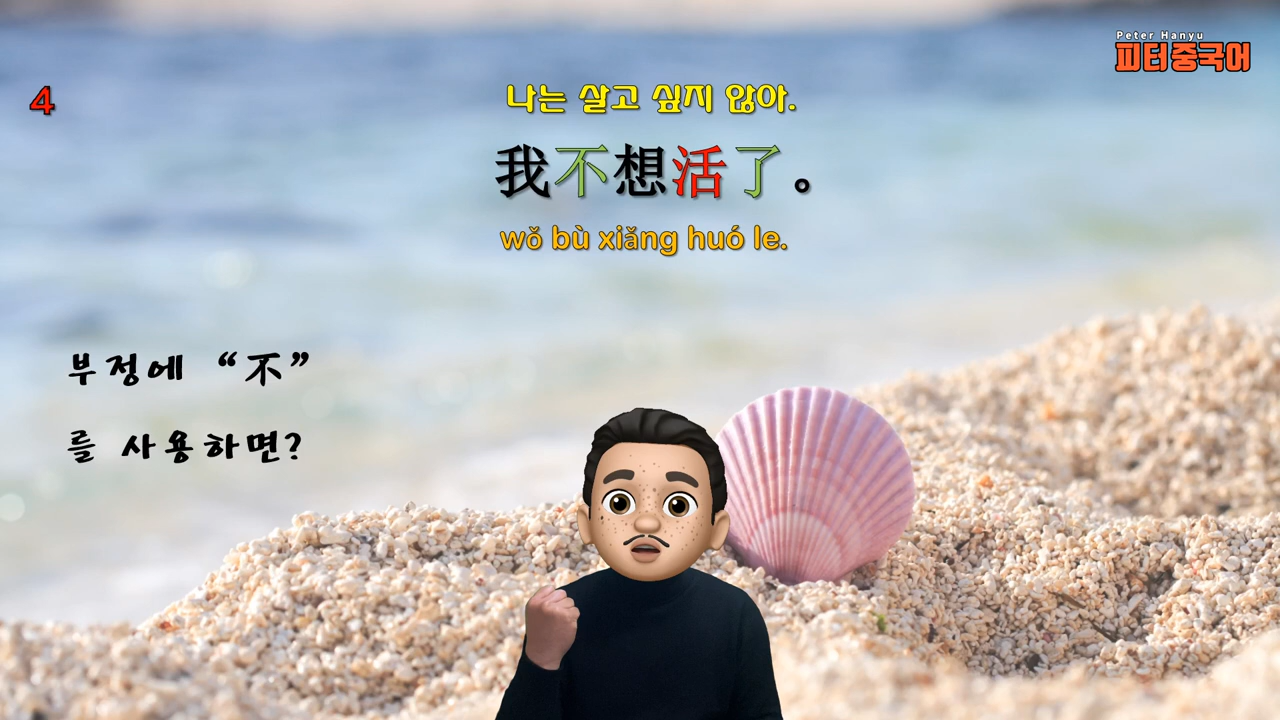 Peter Hanyu
피터 중국어
4
나는 살고 싶지 않아.
我不想活了。
wǒ bù xiǎng huó le.
부정에 “不”
를 사용하면?